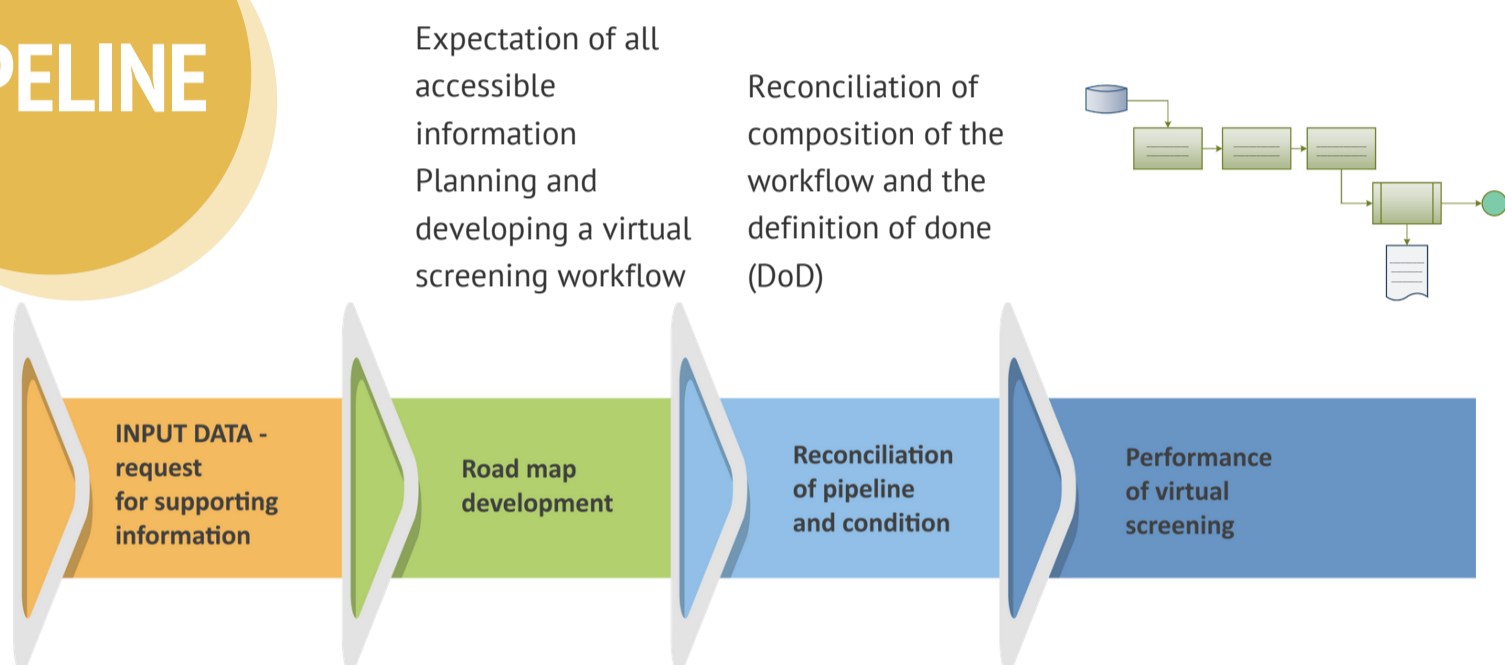 PELINE
Expectation of all
accessible
information
Planning and
developing a virtual
screening workflow
Reconciliation of
composition of the
workflow and the
definition of done
(DoD)
INPUT DATA -
request
for supporting
information
Road map
development
Reconciliation
of pipeline
and condition
Performance
of virtual
screening